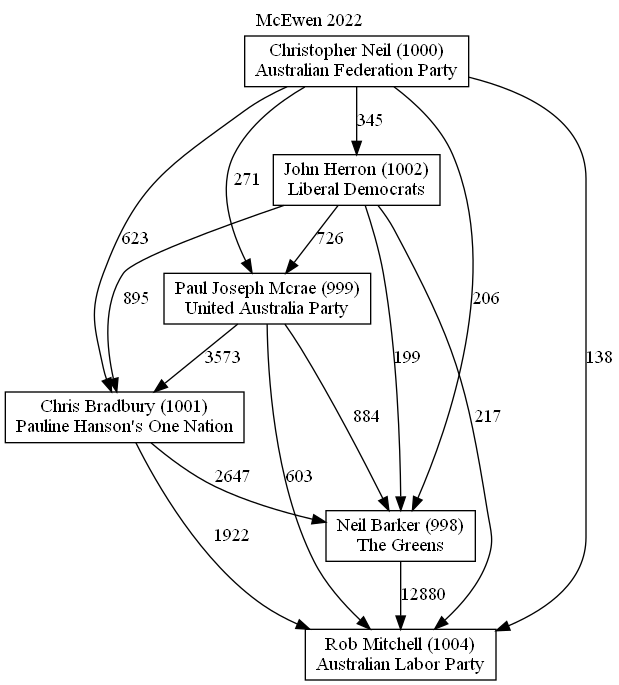 McEwen 2022
Christopher Neil (1000)
Australian Federation Party
345
John Herron (1002)
Liberal Democrats
271
623
726
895
206
Paul Joseph Mcrae (999)
United Australia Party
3573
199
138
Chris Bradbury (1001)
Pauline Hanson's One Nation
884
217
2647
603
1922
Neil Barker (998)
The Greens
12880
Rob Mitchell (1004)
Australian Labor Party